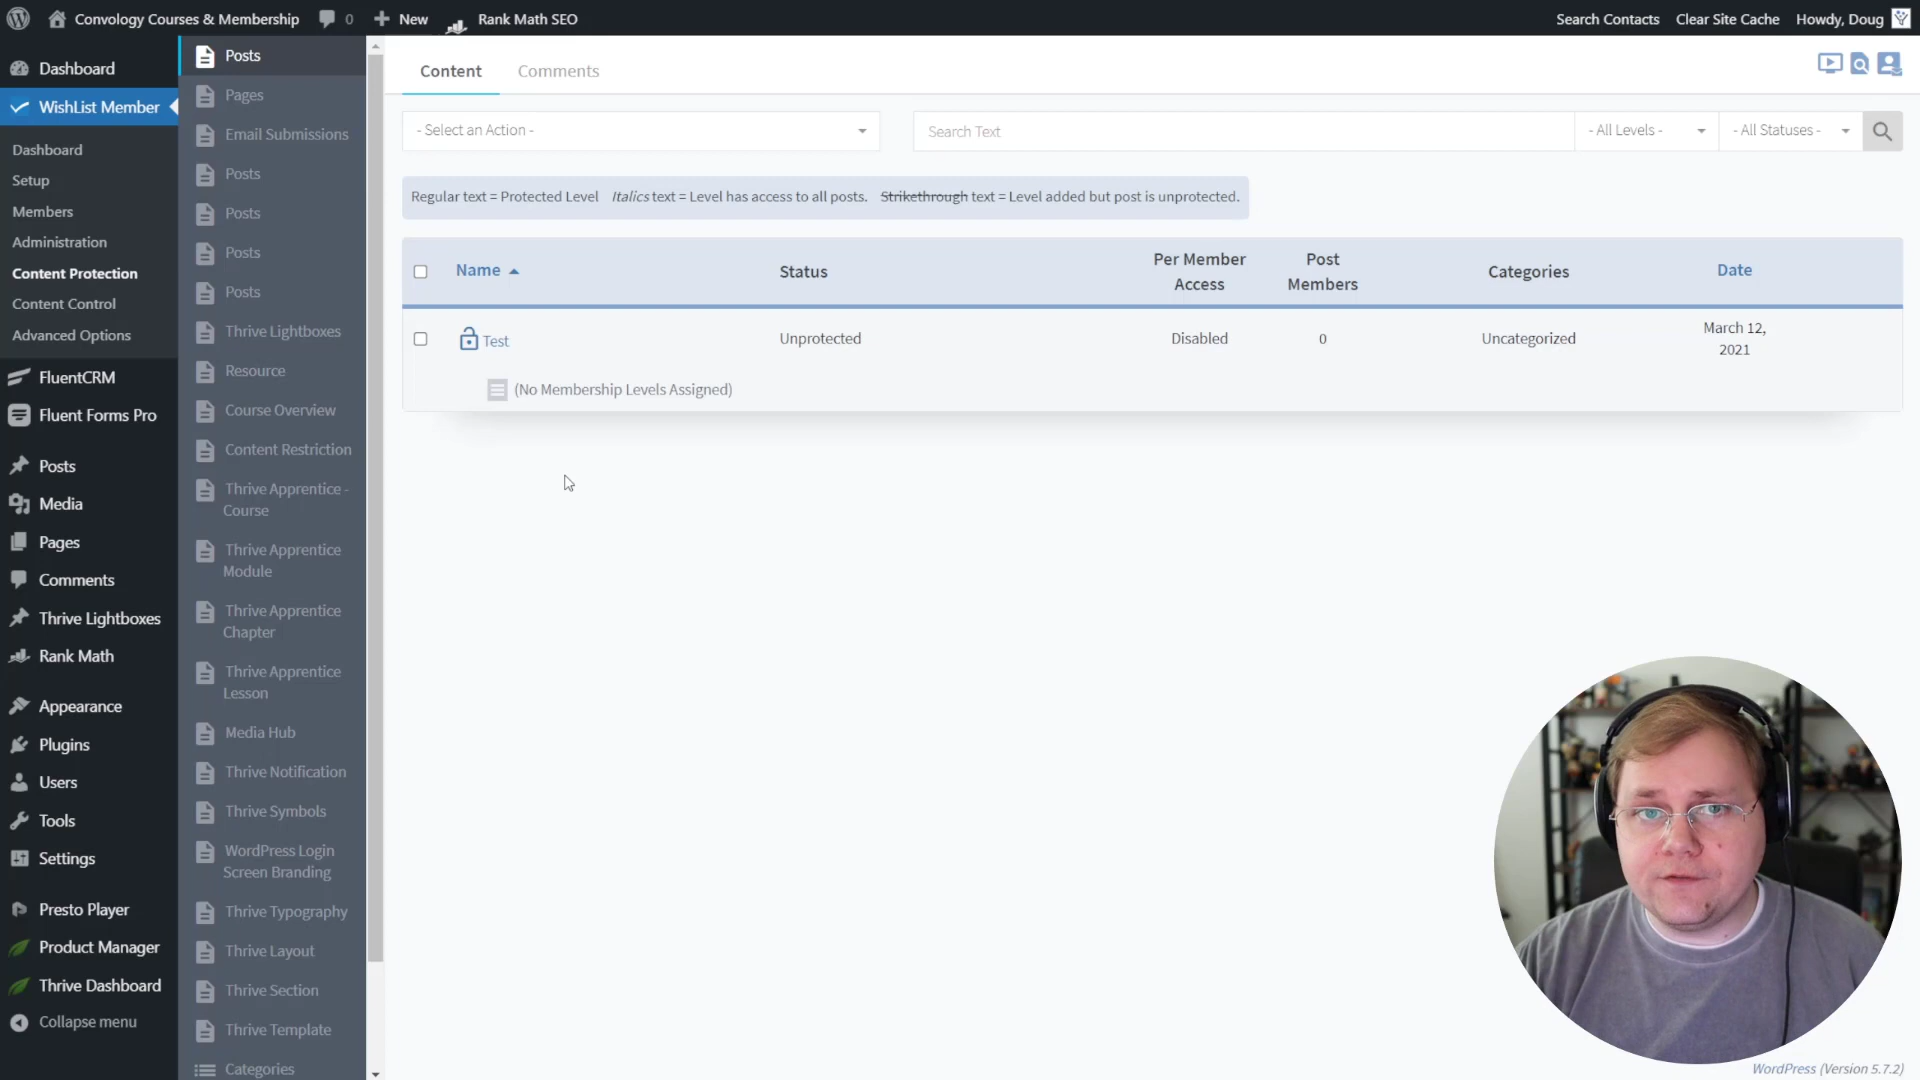 Convology Courses & Membership 0 New Rank Math SEO Search Contacts Clear Site Cache Howdy, Doug
Dashboard
WishList Member
Dashboard
Setup
Members
Administration
Content Protection
Content Control
Advanced Options
FluentCRM
Fluent Forms Pro
Posts
Media
Pages
Comments
Thrive Lightboxes
Rank Math
Appearance
Plugins
Users
Tools
Settings
Presto Player
Product Manager
Thrive Dashboard
Collapse menu
Posts
Pages
Email Submissions
Posts
Posts
Posts
Posts
Thrive Lightboxes
Resource
Course Overview
Content Restriction
Thrive Apprentice -
Course
Thrive Apprentice
Module
Thrive Apprentice
Chapter
Thrive Apprentice
Lesson
Media Hub
Thrive Notification
Thrive Symbols
WordPress Login
Screen Branding
Thrive Typography
Thrive Layout
Thrive Section
Thrive Template
Categories
Content Comments
- Select an Action - Search Text - All Levels - - All Statuses -
Regular text = Protected Level Italics text = Level has access to all posts. Strikethrough text = Level added but post is unprotected.
Name Status Per Member Access Post Members Categories Date
Test Unprotected Disabled 0 Uncategorized March 12, 2021
(No Membership Levels Assigned)
WordPress (Version 5.7.2)